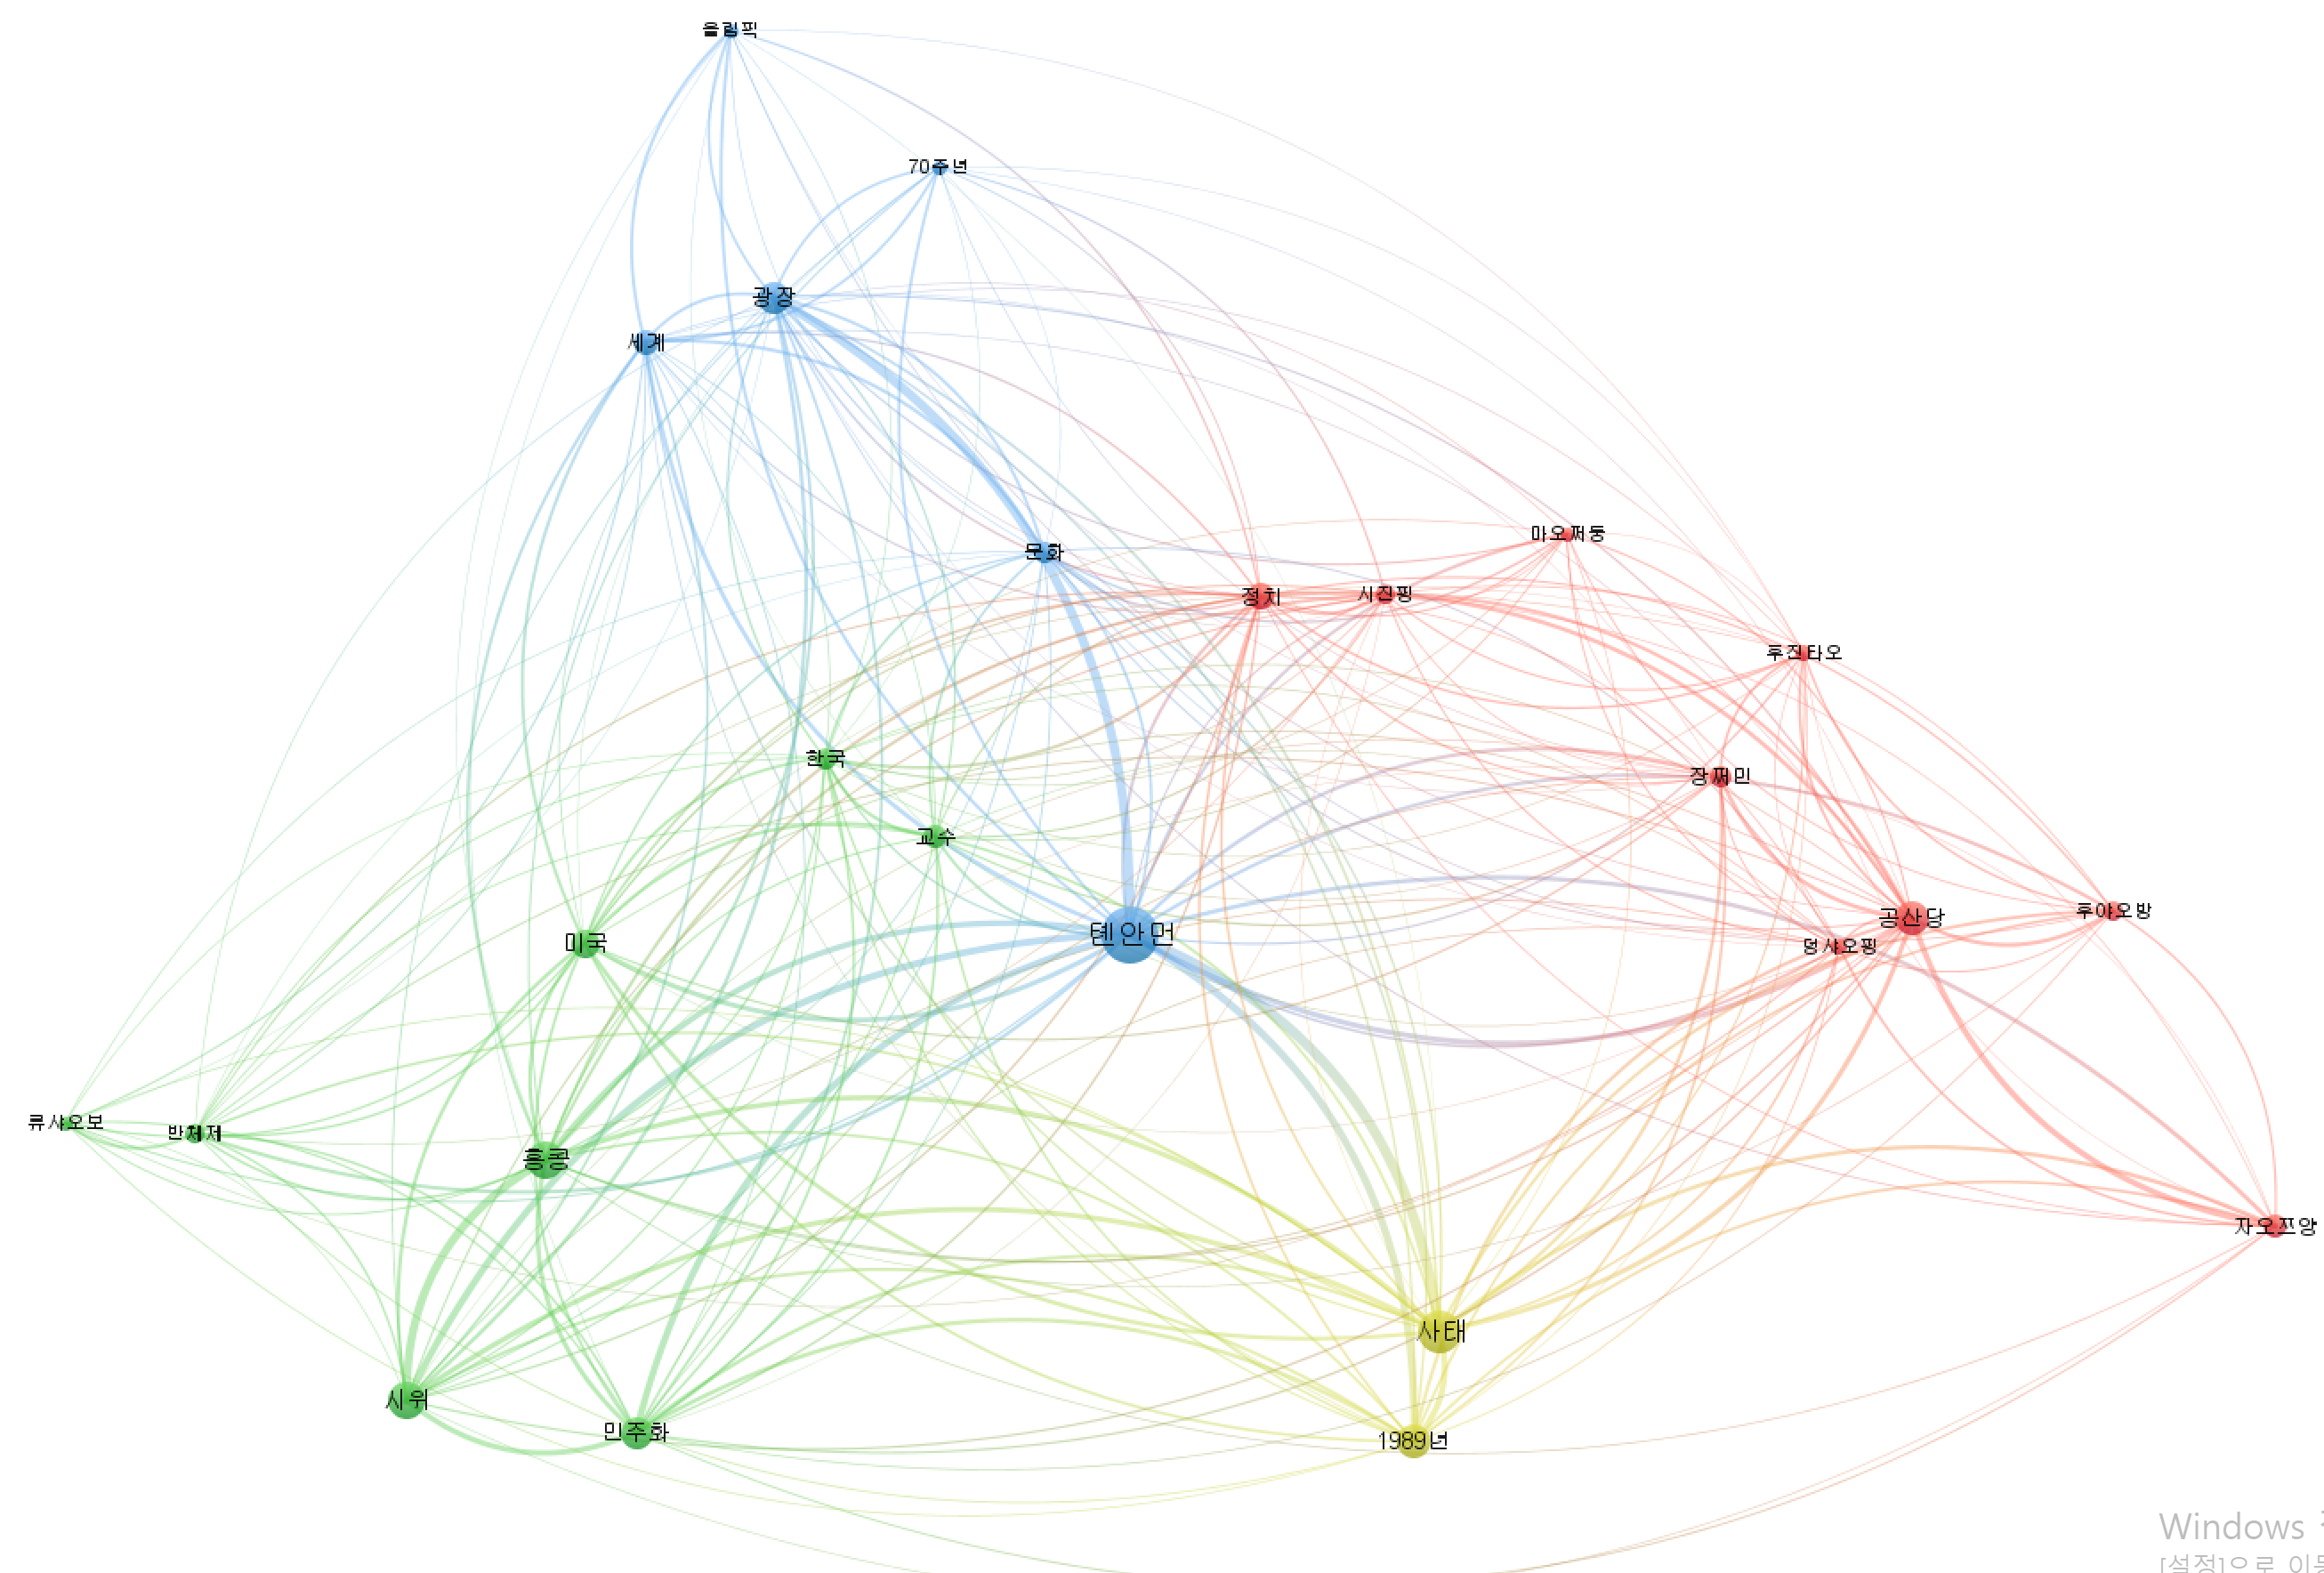 올림픽
70주년
광장
세계
문화
마오쩌둥
정치
시진핑
후진타오
한국
장쩌민
교수
톈안먼
공산당
후야오방
미국
덩샤오핑
류샤오보
반체제
홍콩
자오쯔양
사태
시위
민주화
1989년
Windows
[설정]으로 이동